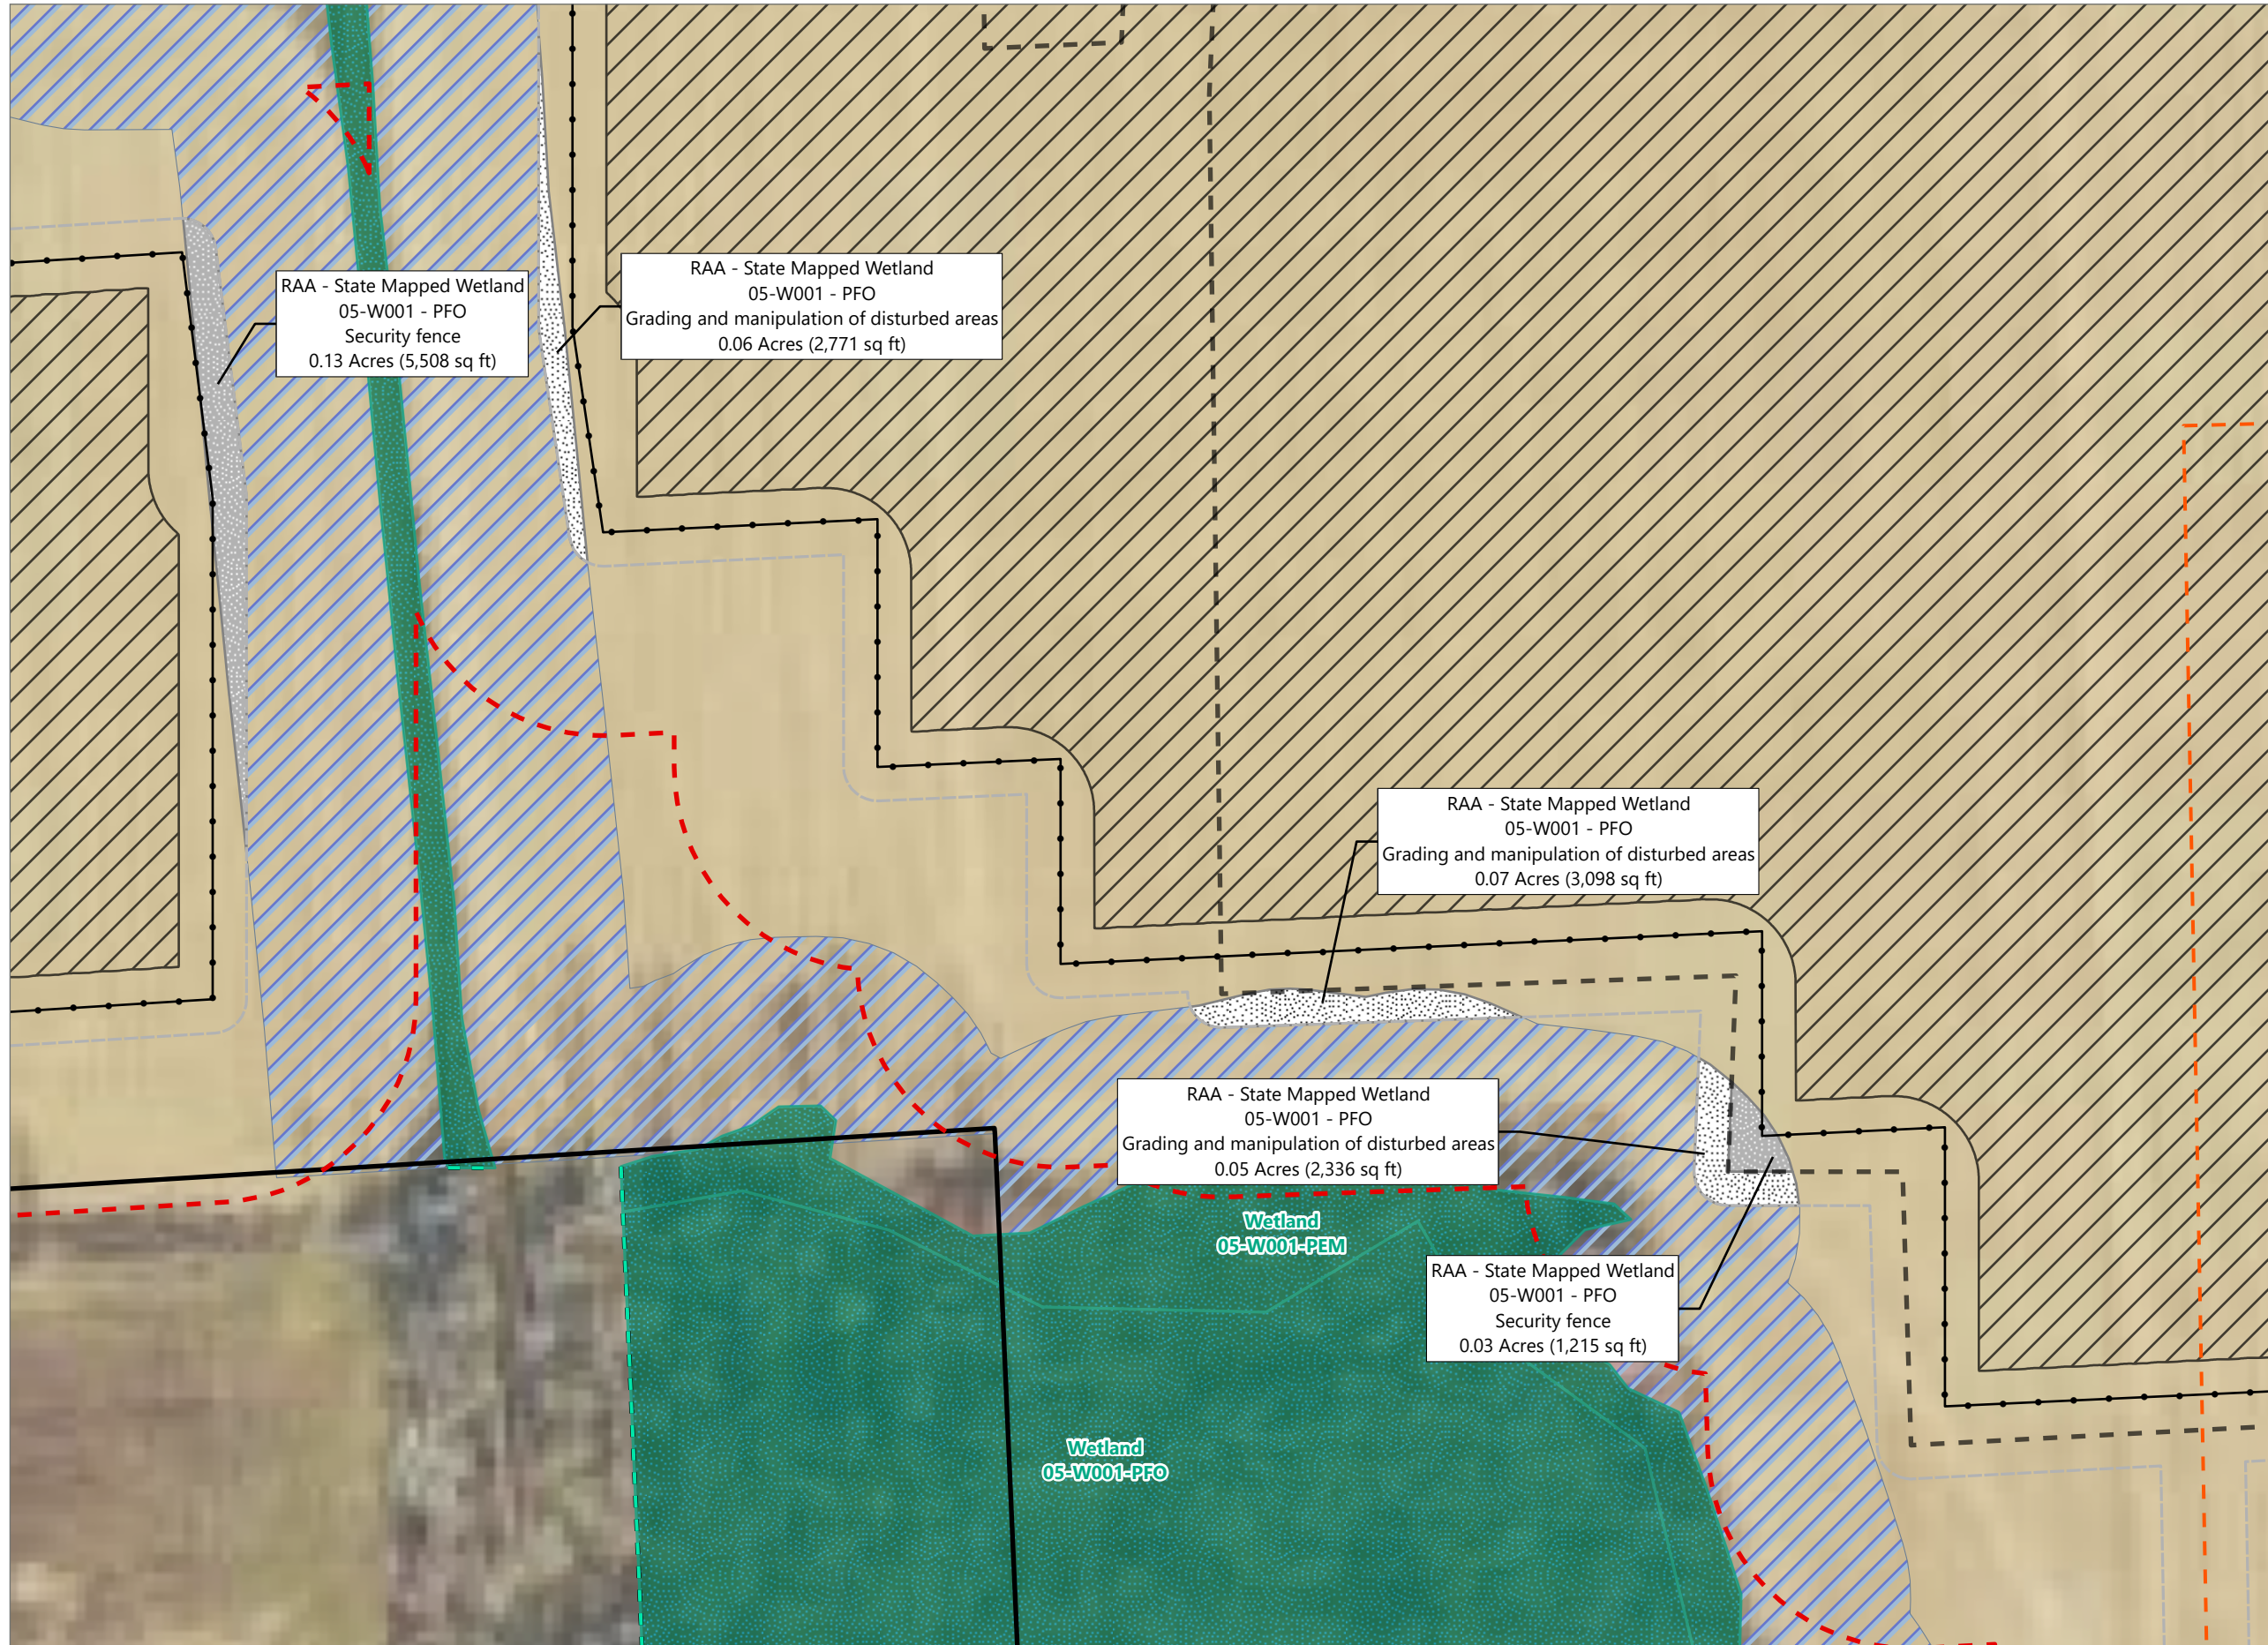 RAA - State Mapped Wetland
05-W001 - PFO
Security fence
0.13 Acres (5,508 sq ft)
RAA - State Mapped Wetland
05-W001 - PFO
Grading and manipulation of disturbed areas
0.06 Acres (2,771 sq ft)
RAA - State Mapped Wetland
05-W001 - PFO
Grading and manipulation of disturbed areas
0.07 Acres (3,098 sq ft)
RAA - State Mapped Wetland
05-W001 - PFO
Grading and manipulation of disturbed areas
0.05 Acres (2,336 sq ft)
Wetland
05-W001-PEM
RAA - State Mapped Wetland
05-W001 - PFO
Security fence
0.03 Acres (1,215 sq ft)
Wetland
05-W001-PFO